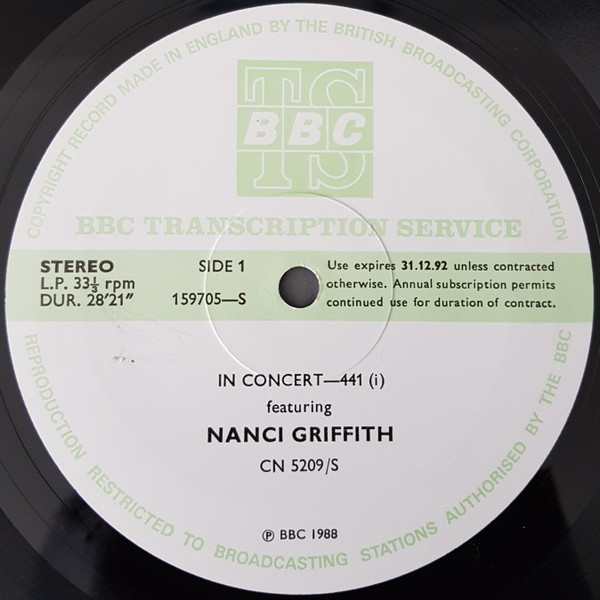 COPYRIGHT RECORD MADE IN ENGLAND BY THE BRITISH BROADCASTING CORPORATION
TS
BBC
BBC TRANSCRIPTION SERVICE
STEREO
L.P. 33⅓ rpm
DUR. 28'21"
SIDE 1
159705—S
Use expires 31.12.92 unless contracted
otherwise. Annual subscription permits
continued use for duration of contract.
IN CONCERT—441 (i)
featuring
NANCI GRIFFITH
CN 5209/S
℗ BBC 1988
REPRODUCTION RESTRICTED TO BROADCASTING STATIONS AUTHORISED BY THE BBC